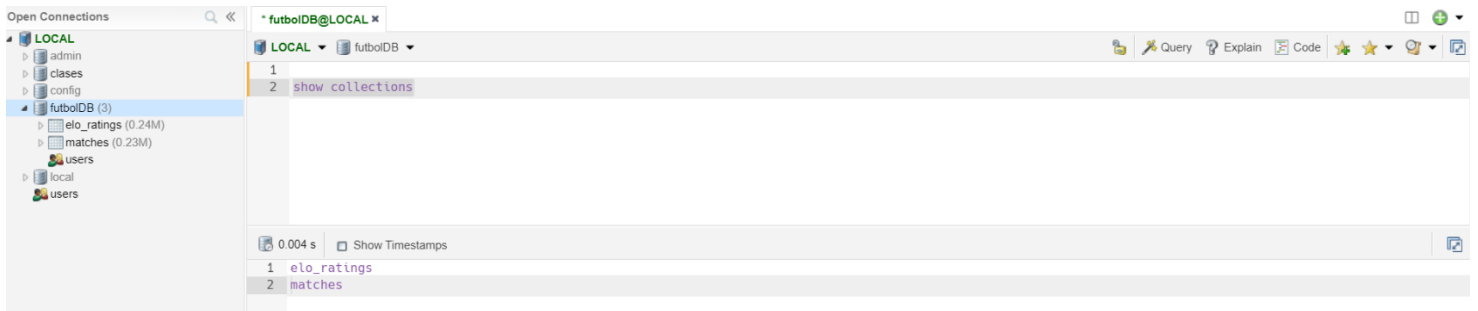 Open Connections
LOCAL
admin
clases
config
futbolDB (3)
elo_ratings (0.24M)
matches (0.23M)
users
local
users
* futbolDB@LOCAL
LOCAL futbolDB Query Explain Code
1
2 show collections
0.004 s Show Timestamps
1 elo_ratings
2 matches